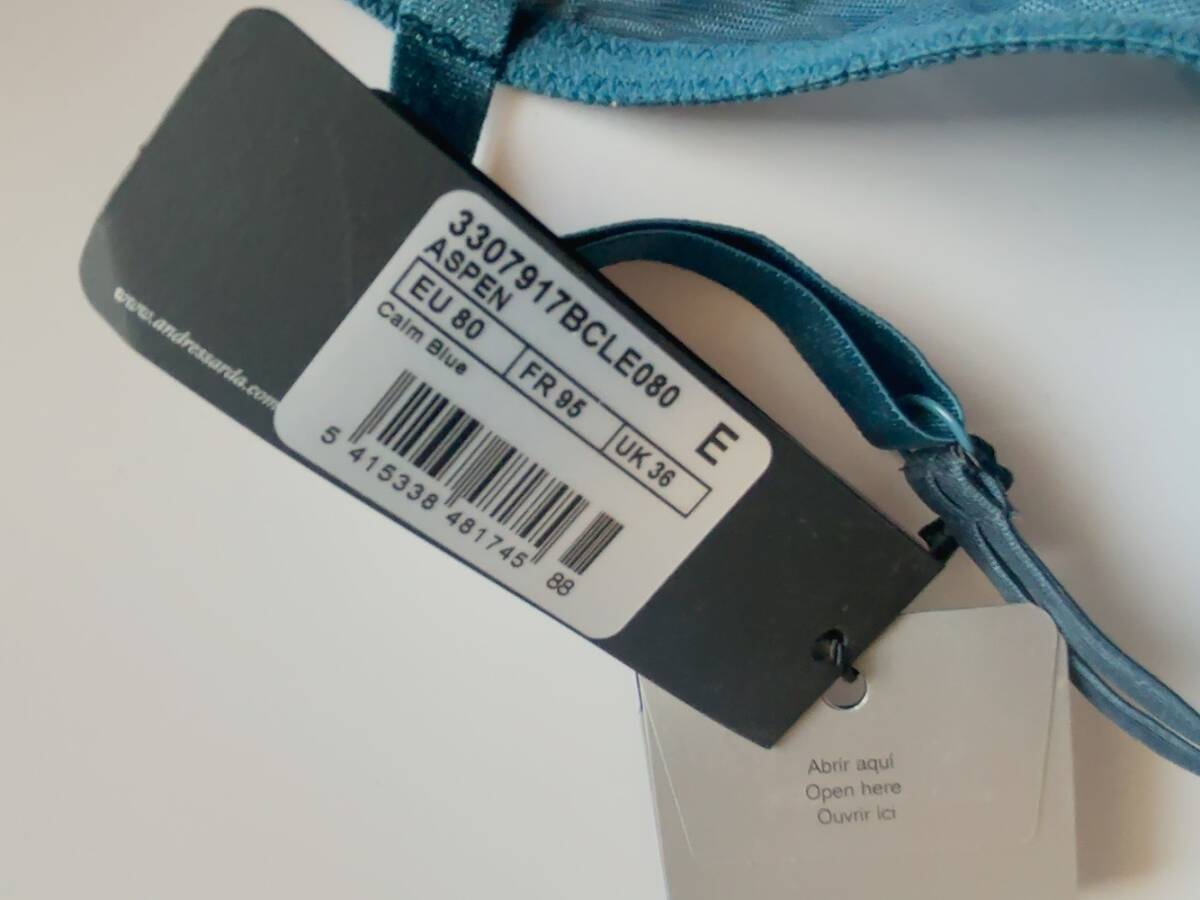 www.andressarda.com
3307917BCLE080
ASPEN E
EU 80 FR 95 UK 36
Calm Blue
5 415338 481745 88
Abrir aquí
Open here
Ouvrir ici